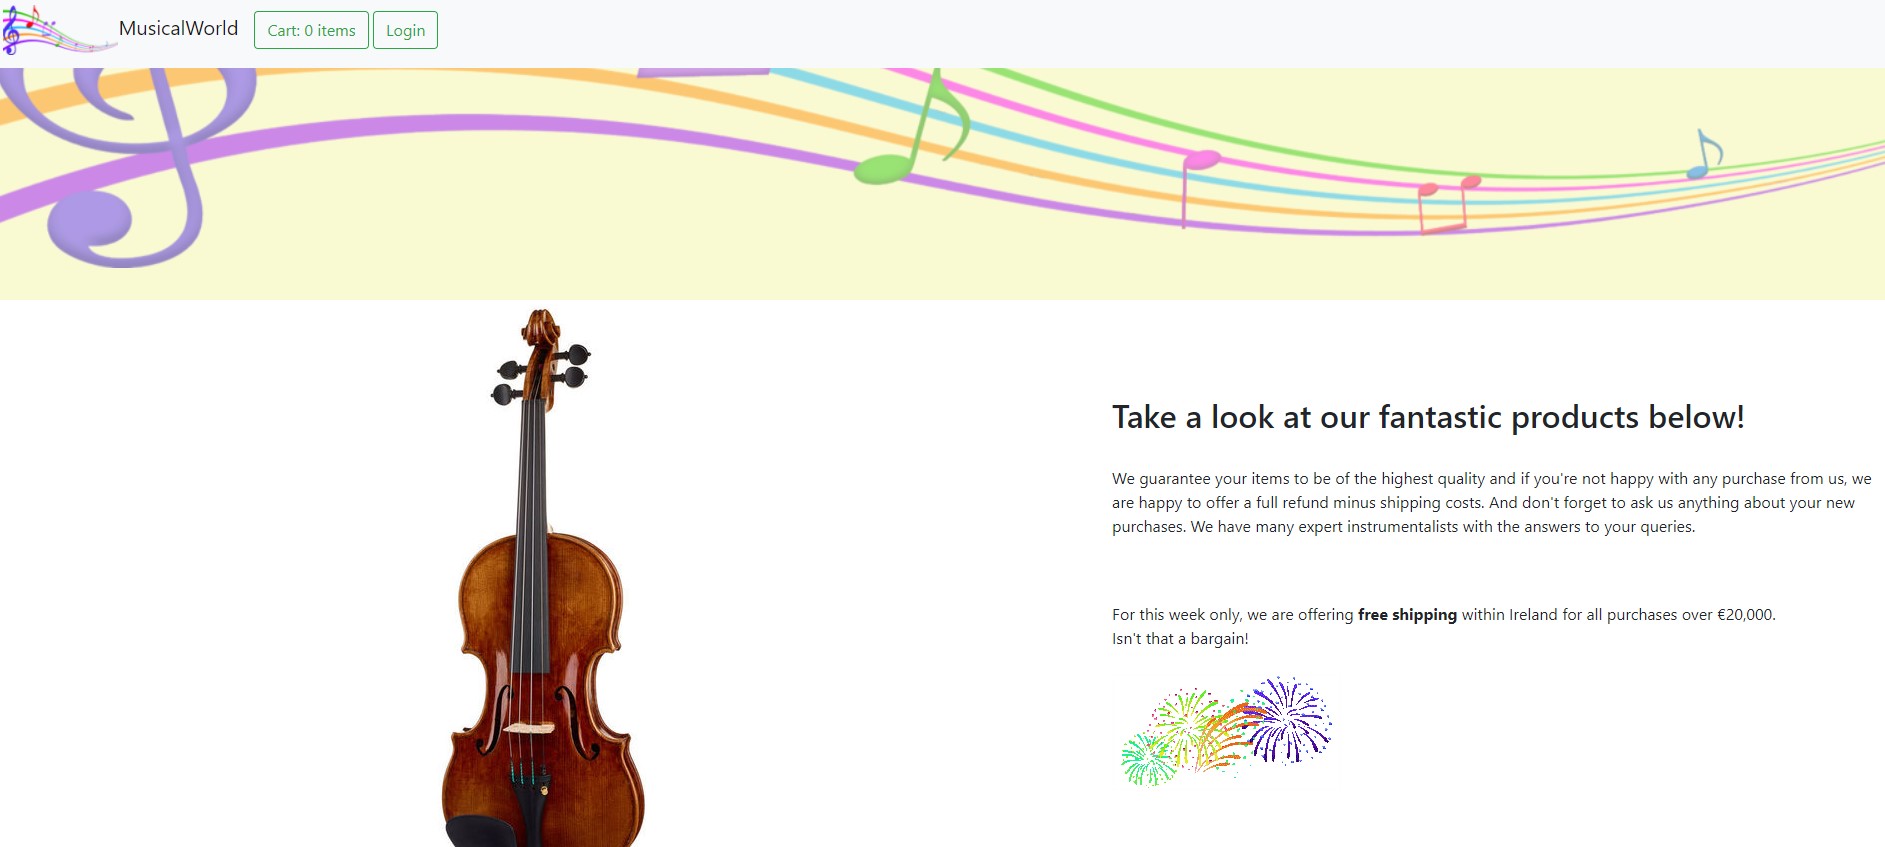 MusicalWorld Cart: 0 items Login
Take a look at our fantastic products below!
We guarantee your items to be of the highest quality and if you're not happy with any purchase from us, we
are happy to offer a full refund minus shipping costs. And don't forget to ask us anything about your new
purchases. We have many expert instrumentalists with the answers to your queries.
For this week only, we are offering free shipping within Ireland for all purchases over €20,000.
Isn't that a bargain!